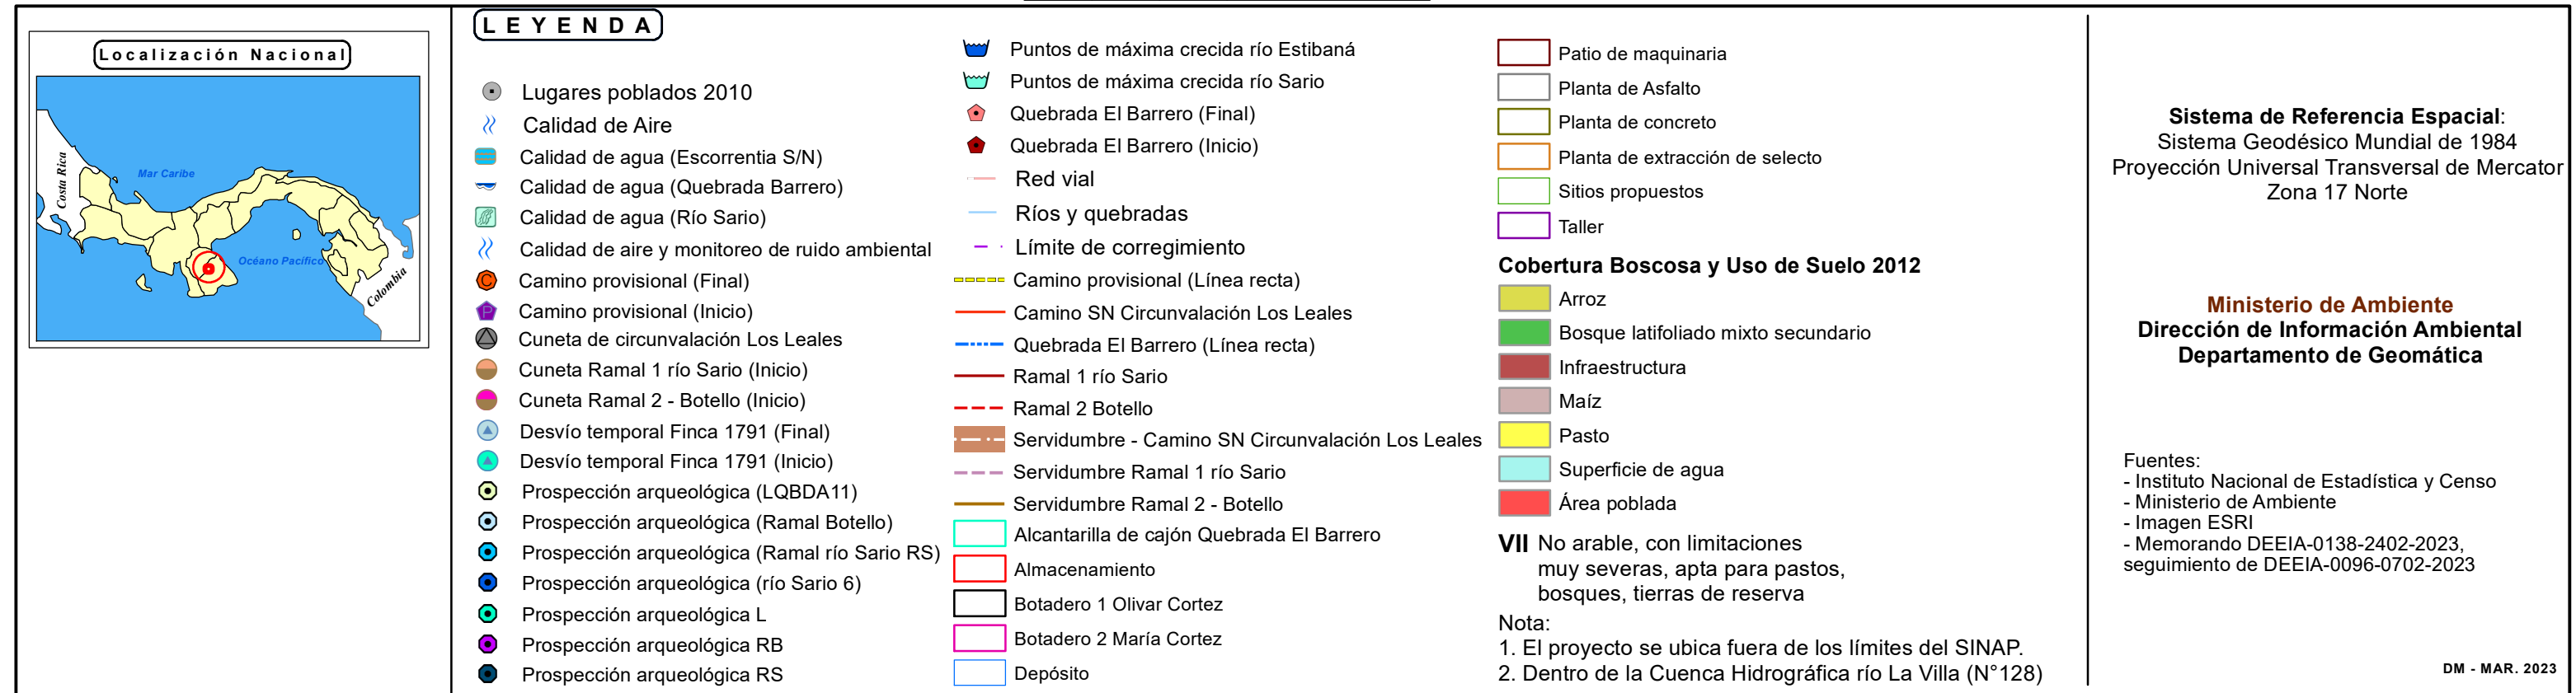 Localización Nacional
Costa Rica
Mar Caribe
Océano Pacífico
Colombia
LEYENDA
Lugares poblados 2010
Calidad de Aire
Calidad de agua (Escorrentia S/N)
Calidad de agua (Quebrada Barrero)
Calidad de agua (Río Sario)
Calidad de aire y monitoreo de ruido ambiental
C Camino provisional (Final)
P Camino provisional (Inicio)
Cuneta de circunvalación Los Leales
Cuneta Ramal 1 río Sario (Inicio)
Cuneta Ramal 2 - Botello (Inicio)
Desvío temporal Finca 1791 (Final)
Desvío temporal Finca 1791 (Inicio)
Prospección arqueológica (LQBDA11)
Prospección arqueológica (Ramal Botello)
Prospección arqueológica (Ramal río Sario RS)
Prospección arqueológica (río Sario 6)
Prospección arqueológica L
Prospección arqueológica RB
Prospección arqueológica RS
Puntos de máxima crecida río Estibaná
Puntos de máxima crecida río Sario
Quebrada El Barrero (Final)
Quebrada El Barrero (Inicio)
Red vial
Ríos y quebradas
Límite de corregimiento
Camino provisional (Línea recta)
Camino SN Circunvalación Los Leales
Quebrada El Barrero (Línea recta)
Ramal 1 río Sario
Ramal 2 Botello
Servidumbre - Camino SN Circunvalación Los Leales
Servidumbre Ramal 1 río Sario
Servidumbre Ramal 2 - Botello
Alcantarilla de cajón Quebrada El Barrero
Almacenamiento
Botadero 1 Olivar Cortez
Botadero 2 María Cortez
Depósito
Patio de maquinaria
Planta de Asfalto
Planta de concreto
Planta de extracción de selecto
Sitios propuestos
Taller
Cobertura Boscosa y Uso de Suelo 2012
Arroz
Bosque latifoliado mixto secundario
Infraestructura
Maíz
Pasto
Superficie de agua
Área poblada
VII No arable, con limitaciones
muy severas, apta para pastos,
bosques, tierras de reserva
Nota:
1. El proyecto se ubica fuera de los límites del SINAP.
2. Dentro de la Cuenca Hidrográfica río La Villa (N°128)
Sistema de Referencia Espacial:
Sistema Geodésico Mundial de 1984
Proyección Universal Transversal de Mercator
Zona 17 Norte
Ministerio de Ambiente
Dirección de Información Ambiental
Departamento de Geomática
Fuentes:
- Instituto Nacional de Estadística y Censo
- Ministerio de Ambiente
- Imagen ESRI
- Memorando DEEIA-0138-2402-2023,
seguimiento de DEEIA-0096-0702-2023
DM - MAR. 2023